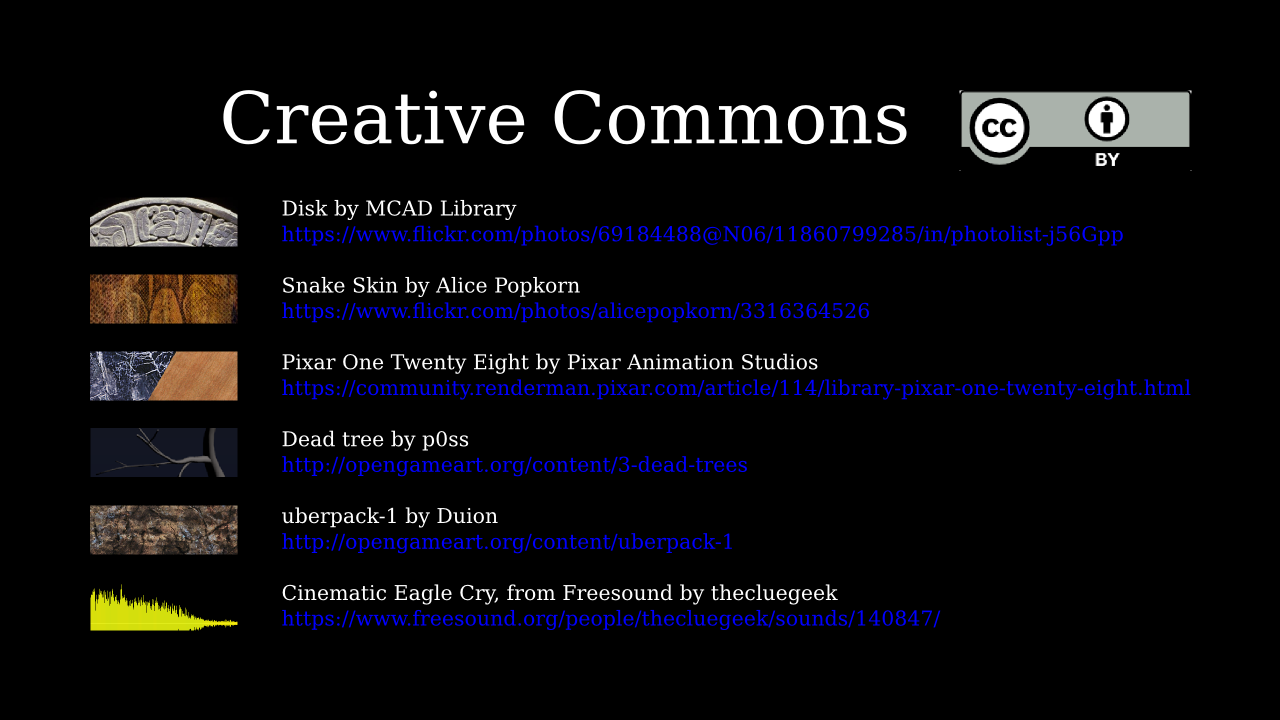 Creative Commons
CC
BY
Disk by MCAD Library
https://www.flickr.com/photos/69184488@N06/11860799285/in/photolist-j56Gpp
Snake Skin by Alice Popkorn
https://www.flickr.com/photos/alicepopkorn/3316364526
Pixar One Twenty Eight by Pixar Animation Studios
https://community.renderman.pixar.com/article/114/library-pixar-one-twenty-eight.html
Dead tree by p0ss
http://opengameart.org/content/3-dead-trees
uberpack-1 by Duion
http://opengameart.org/content/uberpack-1
Cinematic Eagle Cry, from Freesound by thecluegeek
https://www.freesound.org/people/thecluegeek/sounds/140847/